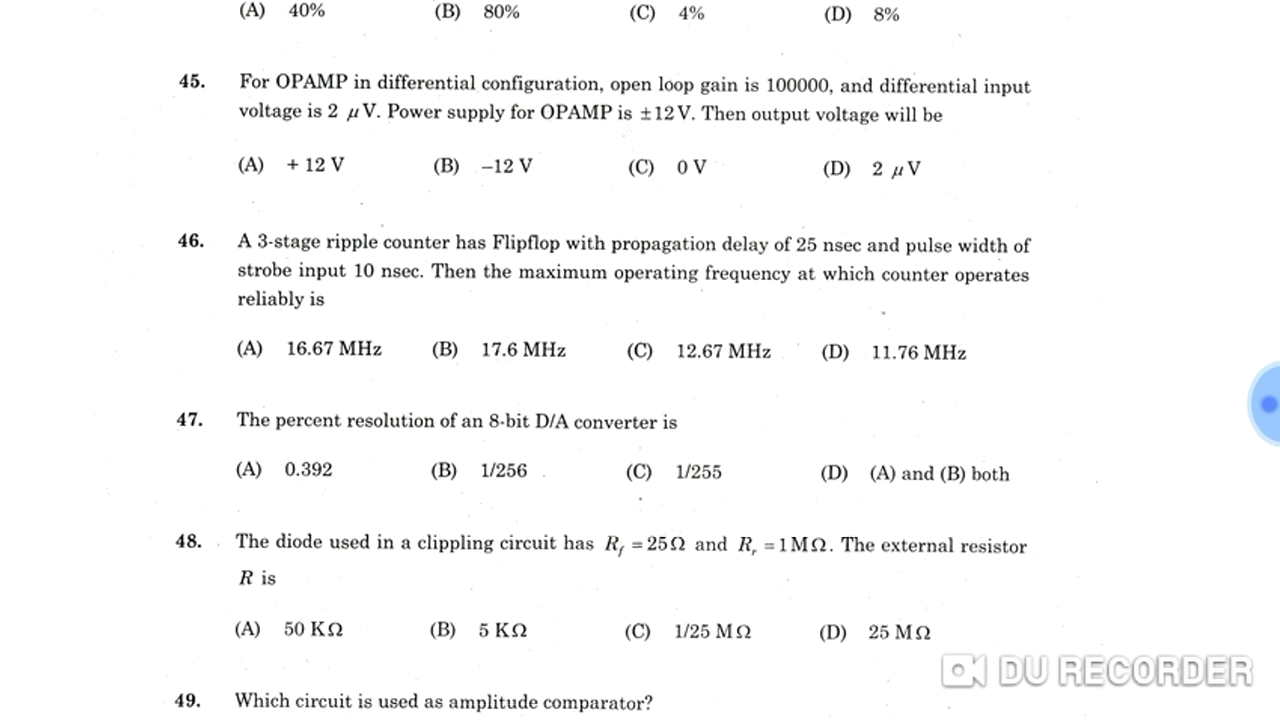 (A) 40% (B) 80% (C) 4% (D) 8%
45. For OPAMP in differential configuration, open loop gain is 100000, and differential input
voltage is 2 μV. Power supply for OPAMP is ±12 V. Then output voltage will be
(A) + 12 V (B) –12 V (C) 0 V (D) 2 μV
46. A 3-stage ripple counter has Flipflop with propagation delay of 25 nsec and pulse width of
strobe input 10 nsec. Then the maximum operating frequency at which counter operates
reliably is
(A) 16.67 MHz (B) 17.6 MHz (C) 12.67 MHz (D) 11.76 MHz
47. The percent resolution of an 8-bit D/A converter is
(A) 0.392 (B) 1/256 (C) 1/255 (D) (A) and (B) both
48. The diode used in a clippling circuit has R_f = 25Ω and R_r = 1MΩ. The external resistor
R is
(A) 50 KΩ (B) 5 KΩ (C) 1/25 MΩ (D) 25 MΩ
DU RECORDER
49. Which circuit is used as amplitude comparator?